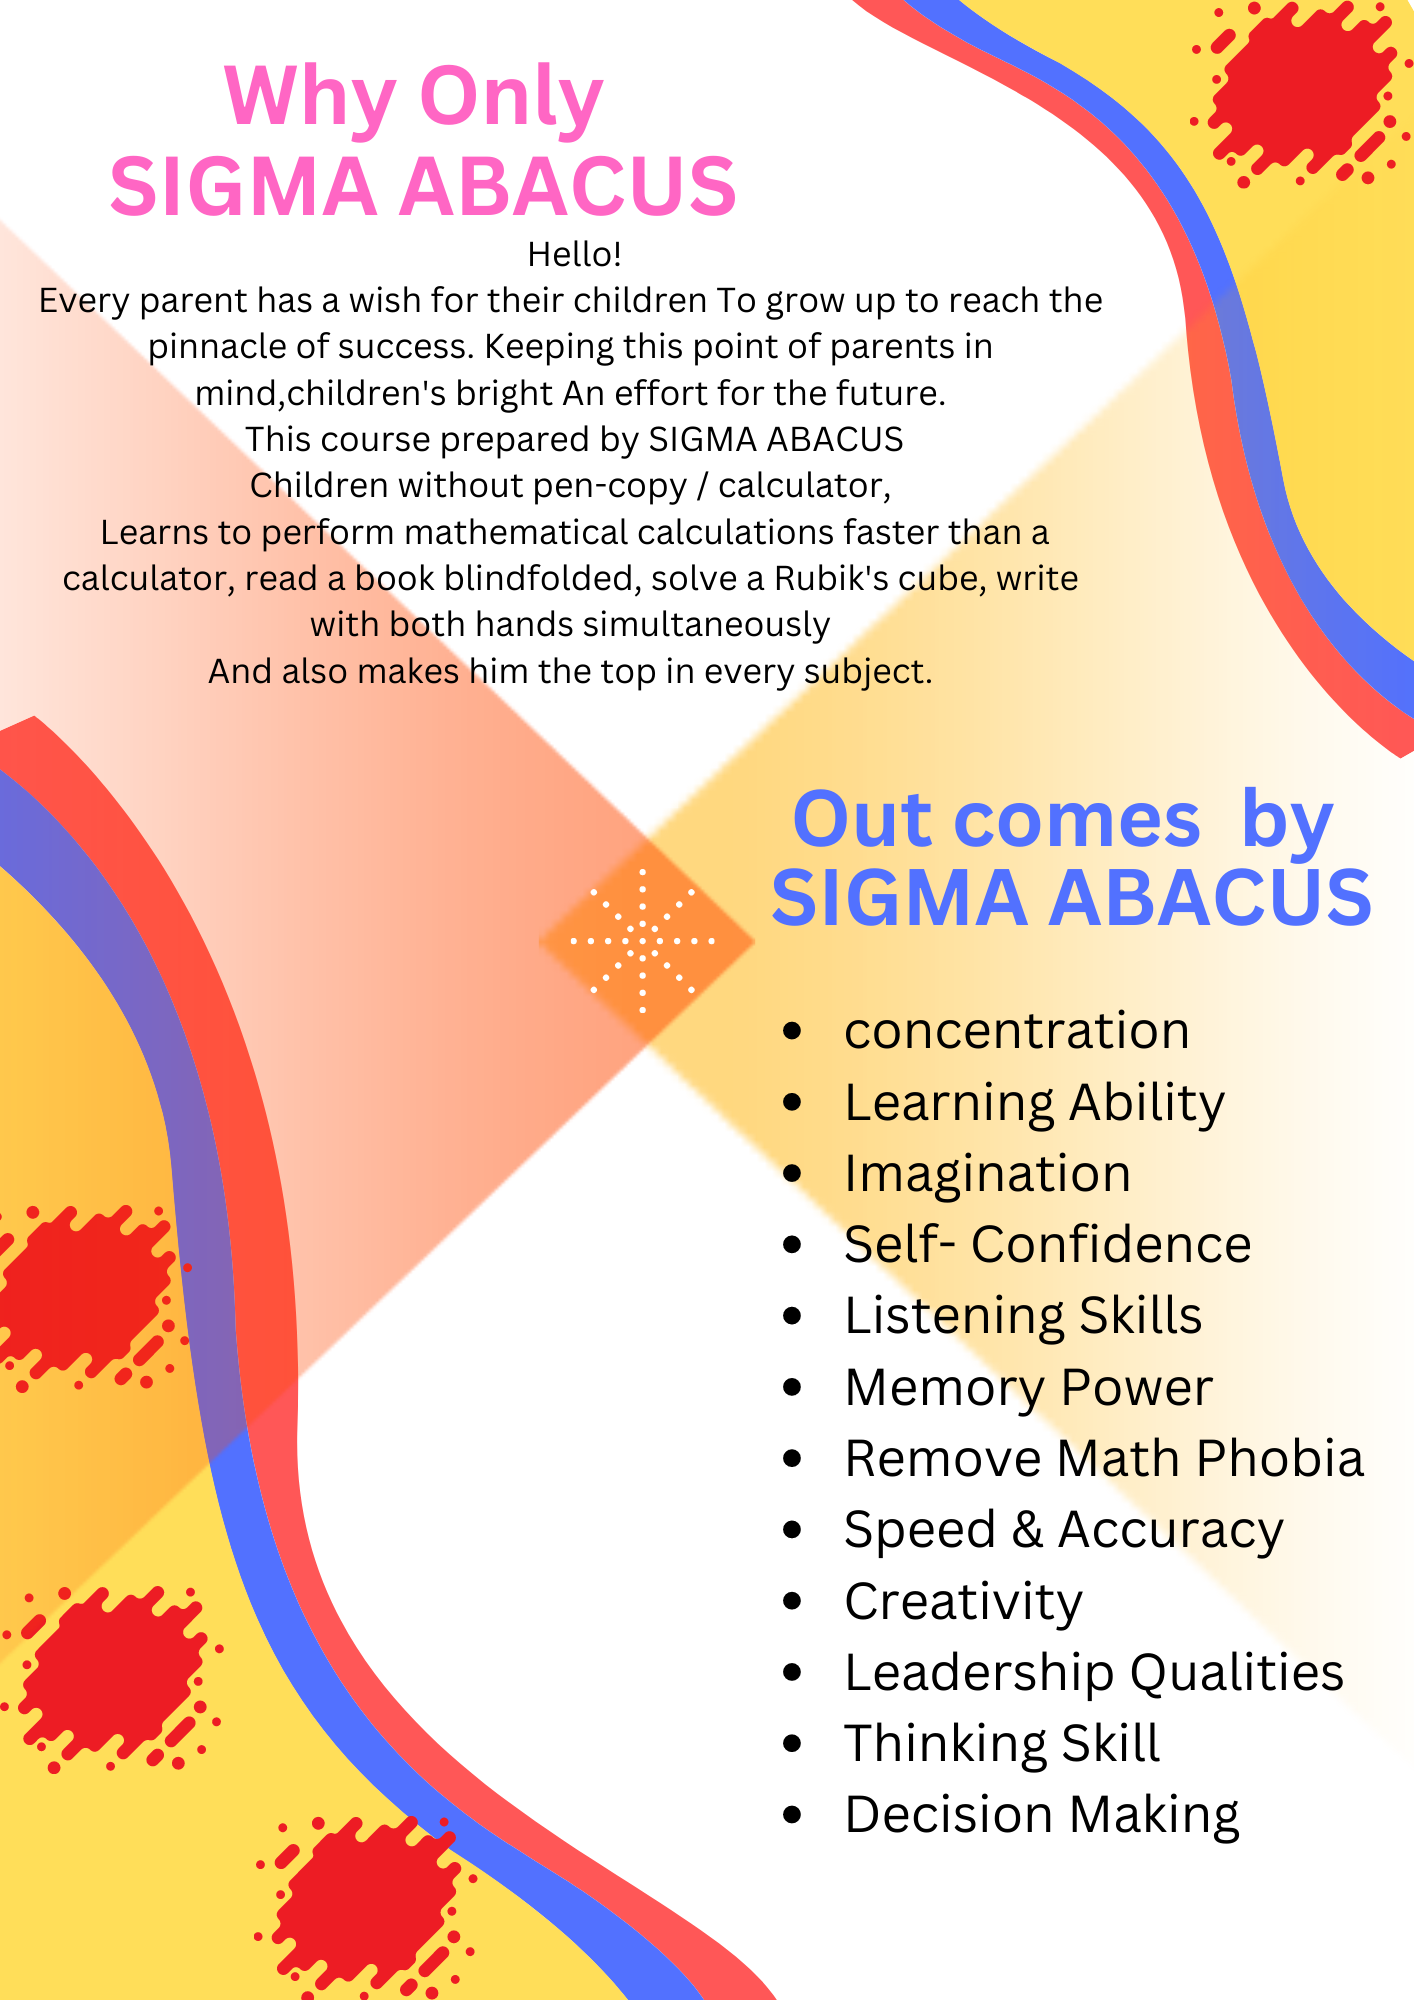 Why Only
SIGMA ABACUS
Hello!
Every parent has a wish for their children To grow up to reach the
pinnacle of success. Keeping this point of parents in
mind,children's bright An effort for the future.
This course prepared by SIGMA ABACUS
Children without pen-copy / calculator,
Learns to perform mathematical calculations faster than a
calculator, read a book blindfolded, solve a Rubik's cube, write
with both hands simultaneously
And also makes him the top in every subject.
Out comes by
SIGMA ABACUS
• concentration
• Learning Ability
• Imagination
• Self- Confidence
• Listening Skills
• Memory Power
• Remove Math Phobia
• Speed & Accuracy
• Creativity
• Leadership Qualities
• Thinking Skill
• Decision Making